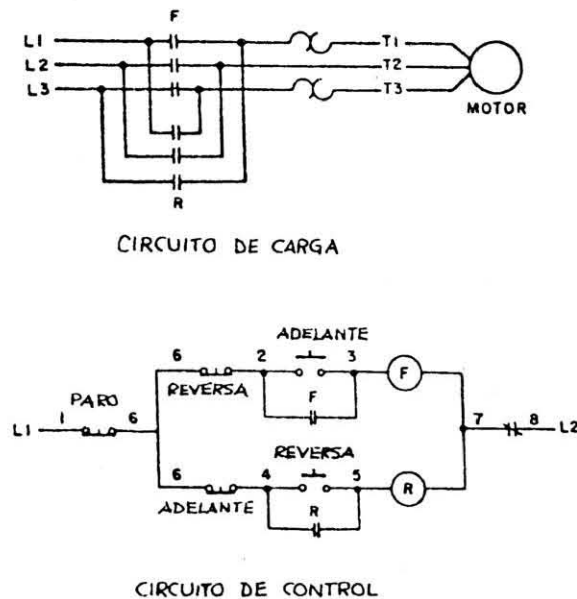 F
L1 T1
L2 T2
L3 T3
MOTOR
R
CIRCUITO DE CARGA
ADELANTE
6 2 3
F
REVERSA
PARO
F
L1 1 6
7 8 L2
REVERSA
6 4 5
R
ADELANTE
R
CIRCUITO DE CONTROL